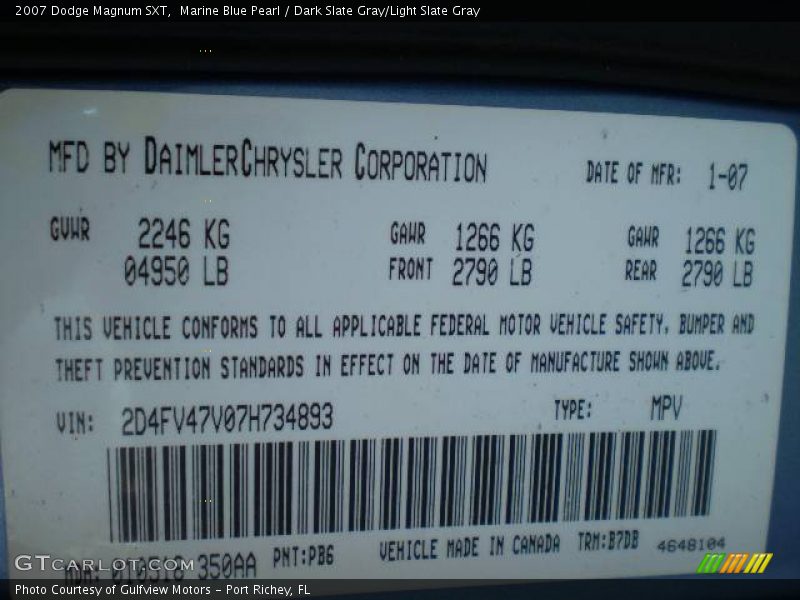 2007 Dodge Magnum SXT,  Marine Blue Pearl / Dark Slate Gray/Light Slate Gray
MFD BY DAIMLERCHRYSLER CORPORATION DATE OF MFR: 1-07
GVWR 2246 KG GAWR 1266 KG GAWR 1266 KG
04950 LB FRONT 2790 LB REAR 2790 LB
THIS VEHICLE CONFORMS TO ALL APPLICABLE FEDERAL MOTOR VEHICLE SAFETY, BUMPER AND
THEFT PREVENTION STANDARDS IN EFFECT ON THE DATE OF MANUFACTURE SHOWN ABOVE.
VIN: 2D4FV47V07H734893 TYPE: MPV
MDA: 010518 350AA PNT:PB6 VEHICLE MADE IN CANADA TRM:B7DB 4648104
GTCarLot.com
Photo Courtesy of Gulfview Motors – Port Richey, FL